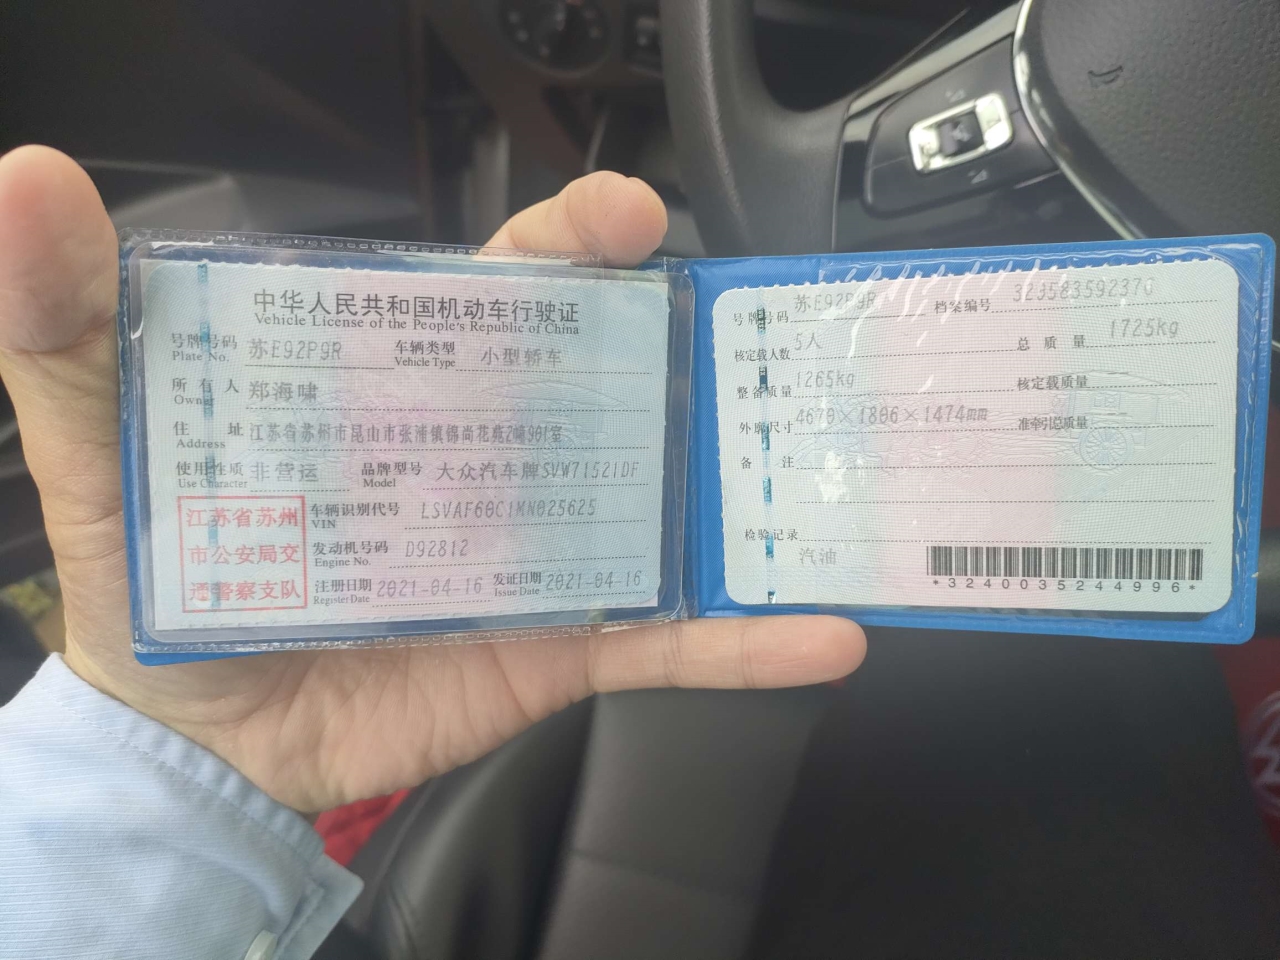 中华人民共和国机动车行驶证
Vehicle License of the People's Republic of China
号牌号码 Plate No. 苏E92P9R 车辆类型 Vehicle Type 小型轿车
所有人 Owner 郑海啸
住址 Address 江苏省苏州市昆山市张浦镇锦尚花苑2幢901室
使用性质 Use Character 非营运 品牌型号 Model 大众汽车牌SVW71521DF
江苏省苏州
市公安局交
通警察支队
车辆识别代号 VIN LSVAF60C1MN025625
发动机号码 Engine No. D92812
注册日期 Register Date 2021-04-16 发证日期 Issue Date 2021-04-16
号牌号码 苏E92P9R 档案编号
核定载人数 5人 总质量 1725kg
整备质量 1265kg 核定载质量
外廓尺寸 4670×1806×1474mm 准牵引总质量
备注
检验记录
汽油
*3240035244996*